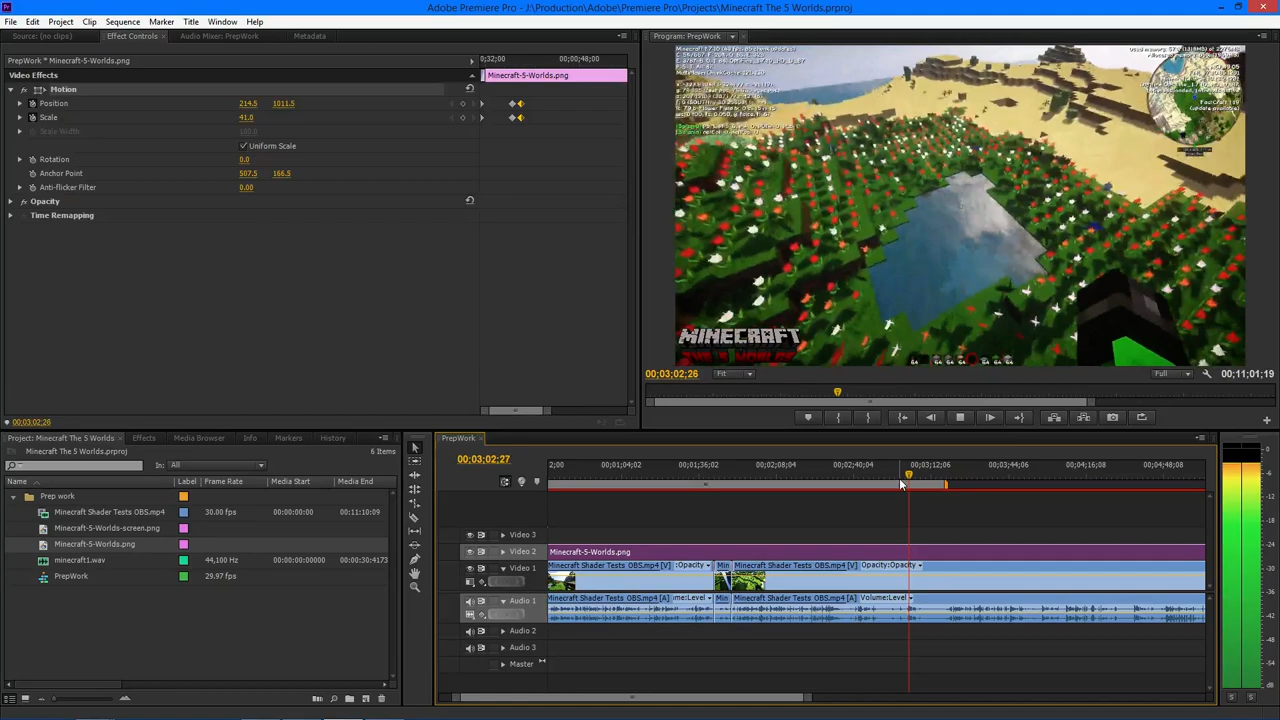 Adobe Premiere Pro - J:\Production\Adobe\Premiere Pro\Projects\Minecraft The 5 Worlds.prproj
File Edit Project Clip Sequence Marker Title Window Help
Source: (no clips) Effect Controls Audio Mixer: PrepWork Metadata
Program: PrepWork
PrepWork * Minecraft-5-Worlds.png
0;32;00 00;00;48;00
Video Effects
Minecraft-5-Worlds.png
Motion
Position 214.5 1011.5
Scale 41.0
Scale Width 100.0
Uniform Scale
Rotation 0.0
Anchor Point 507.5 166.5
Anti-flicker Filter 0.00
Opacity
Time Remapping
MINECRAFT
00;03;02;26 Fit Full 00;11;01;19
00;03;02;26
Project: Minecraft The 5 Worlds Effects Media Browser Info Markers History
Minecraft The 5 Worlds.prproj 6 Items
In: All
Name Label Frame Rate Media Start Media End
Prep work
Minecraft Shader Tests OBS.mp4 30.00 fps 00;00;00;00 00;11;10;09
Minecraft-5-Worlds-screen.png
Minecraft-5-Worlds.png
minecraft1.wav 44,100 Hz 00:00:00:00000 00:00:30:4173
PrepWork 29.97 fps
PrepWork
00;03;02;27
2;00 00;01;04;02 00;01;36;02 00;02;08;04 00;02;40;04 00;03;12;06 00;03;44;06 00;04;16;08 00;04;48;08
Video 3
Video 2 Minecraft-5-Worlds.png
Video 1 Minecraft Shader Tests OBS.mp4 [V] :Opacity Min Minecraft Shader Tests OBS.mp4 [V] Opacity:Opacity
Audio 1 Minecraft Shader Tests OBS.mp4 [A] me:Level Min Minecraft Shader Tests OBS.mp4 [A] Volume:Level
Audio 2
Audio 3
Master